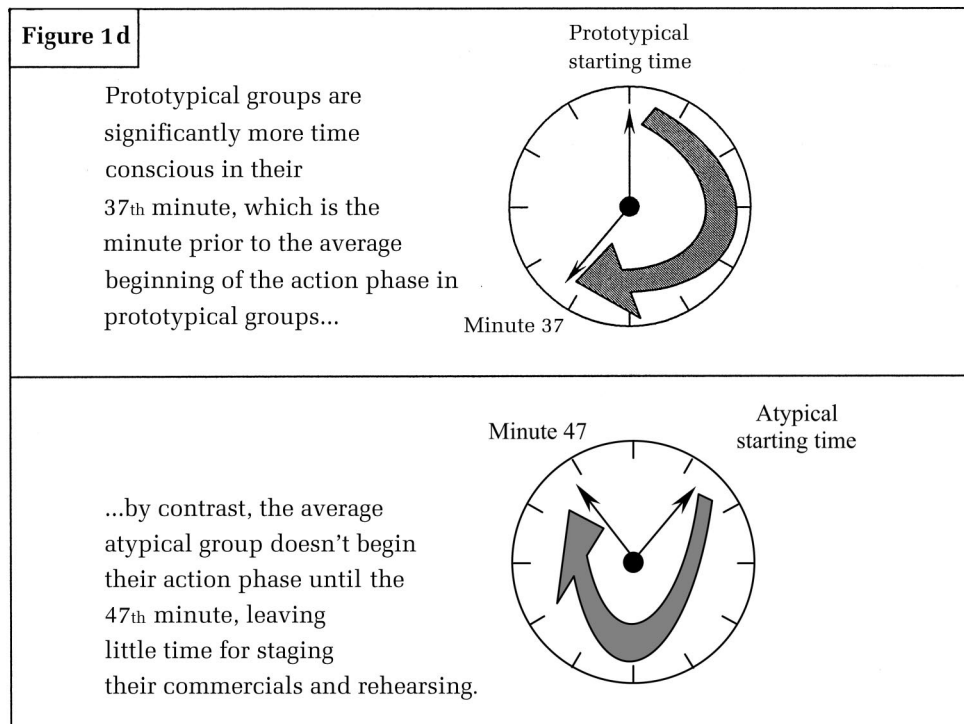 Figure 1d
Prototypical
starting time
Prototypical groups are
significantly more time
conscious in their
37th minute, which is the
minute prior to the average
beginning of the action phase in
prototypical groups...
Minute 37
Minute 47
Atypical
starting time
...by contrast, the average
atypical group doesn't begin
their action phase until the
47th minute, leaving
little time for staging
their commercials and rehearsing.